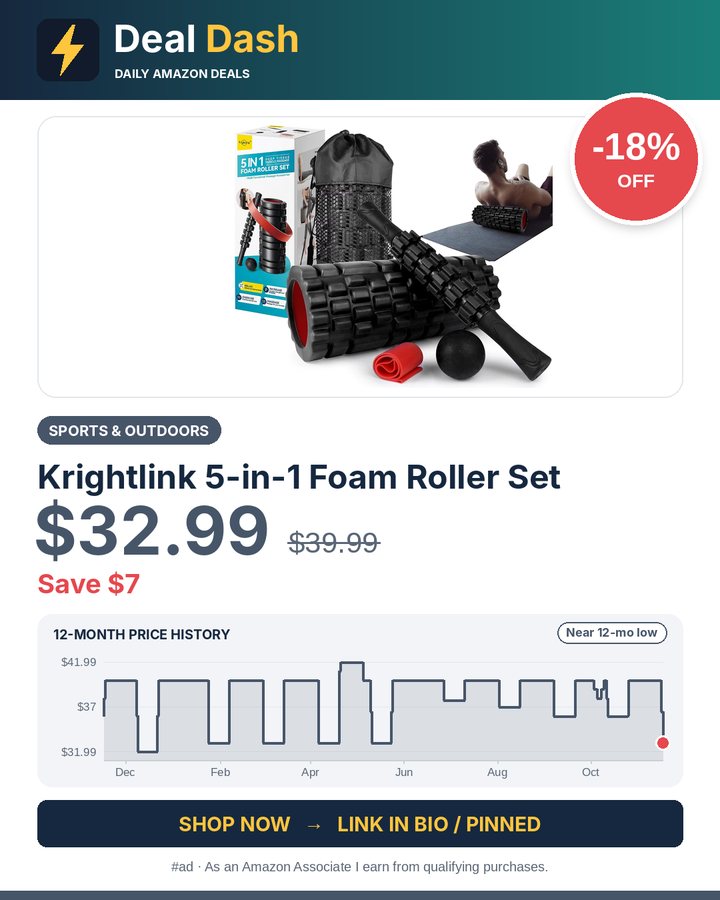 Deal Dash
DAILY AMAZON DEALS
-18%
OFF
5 IN 1
FOAM ROLLER SET
SPORTS & OUTDOORS
Krightlink 5-in-1 Foam Roller Set
$32.99 $39.99
Save $7
12-MONTH PRICE HISTORY
Near 12-mo low
$41.99
$37
$31.99
Dec Feb Apr Jun Aug Oct
SHOP NOW → LINK IN BIO / PINNED
#ad · As an Amazon Associate I earn from qualifying purchases.